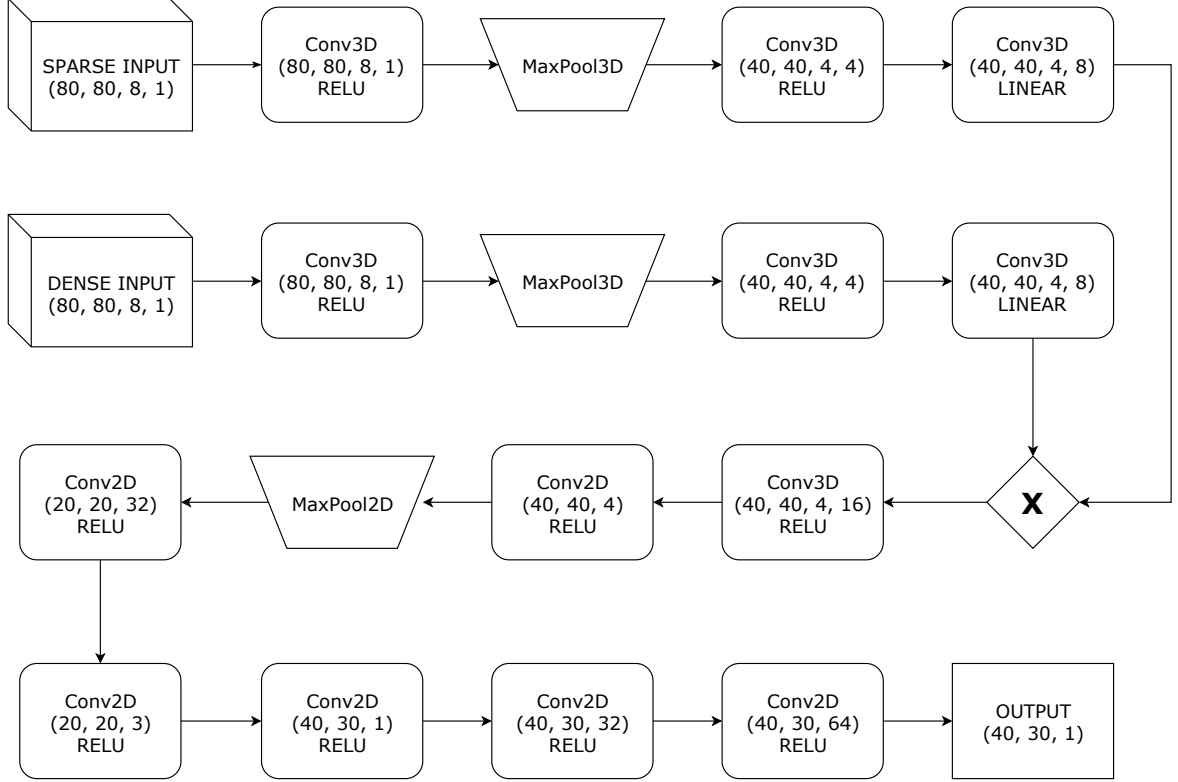 SPARSE INPUT
(80, 80, 8, 1)
Conv3D
(80, 80, 8, 1)
RELU
MaxPool3D
Conv3D
(40, 40, 4, 4)
RELU
Conv3D
(40, 40, 4, 8)
LINEAR
DENSE INPUT
(80, 80, 8, 1)
Conv3D
(80, 80, 8, 1)
RELU
MaxPool3D
Conv3D
(40, 40, 4, 4)
RELU
Conv3D
(40, 40, 4, 8)
LINEAR
X
Conv3D
(40, 40, 4, 16)
RELU
Conv2D
(40, 40, 4)
RELU
MaxPool2D
Conv2D
(20, 20, 32)
RELU
Conv2D
(20, 20, 3)
RELU
Conv2D
(40, 30, 1)
RELU
Conv2D
(40, 30, 32)
RELU
Conv2D
(40, 30, 64)
RELU
OUTPUT
(40, 30, 1)